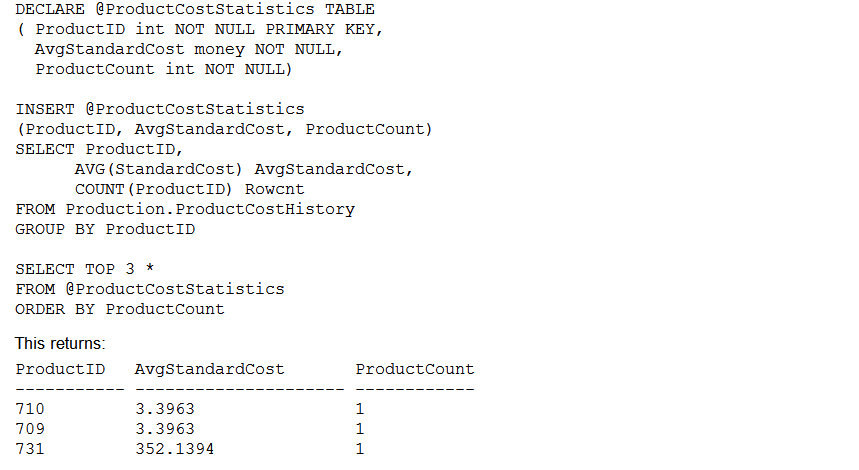 DECLARE @ProductCostStatistics TABLE
( ProductID int NOT NULL PRIMARY KEY,
  AvgStandardCost money NOT NULL,
  ProductCount int NOT NULL)

INSERT @ProductCostStatistics
(ProductID, AvgStandardCost, ProductCount)
SELECT ProductID,
      AVG(StandardCost) AvgStandardCost,
      COUNT(ProductID) Rowcnt
FROM Production.ProductCostHistory
GROUP BY ProductID

SELECT TOP 3 *
FROM @ProductCostStatistics
ORDER BY ProductCount
This returns:
ProductID   AvgStandardCost       ProductCount
----------- --------------------- ------------
710         3.3963                1
709         3.3963                1
731         352.1394              1